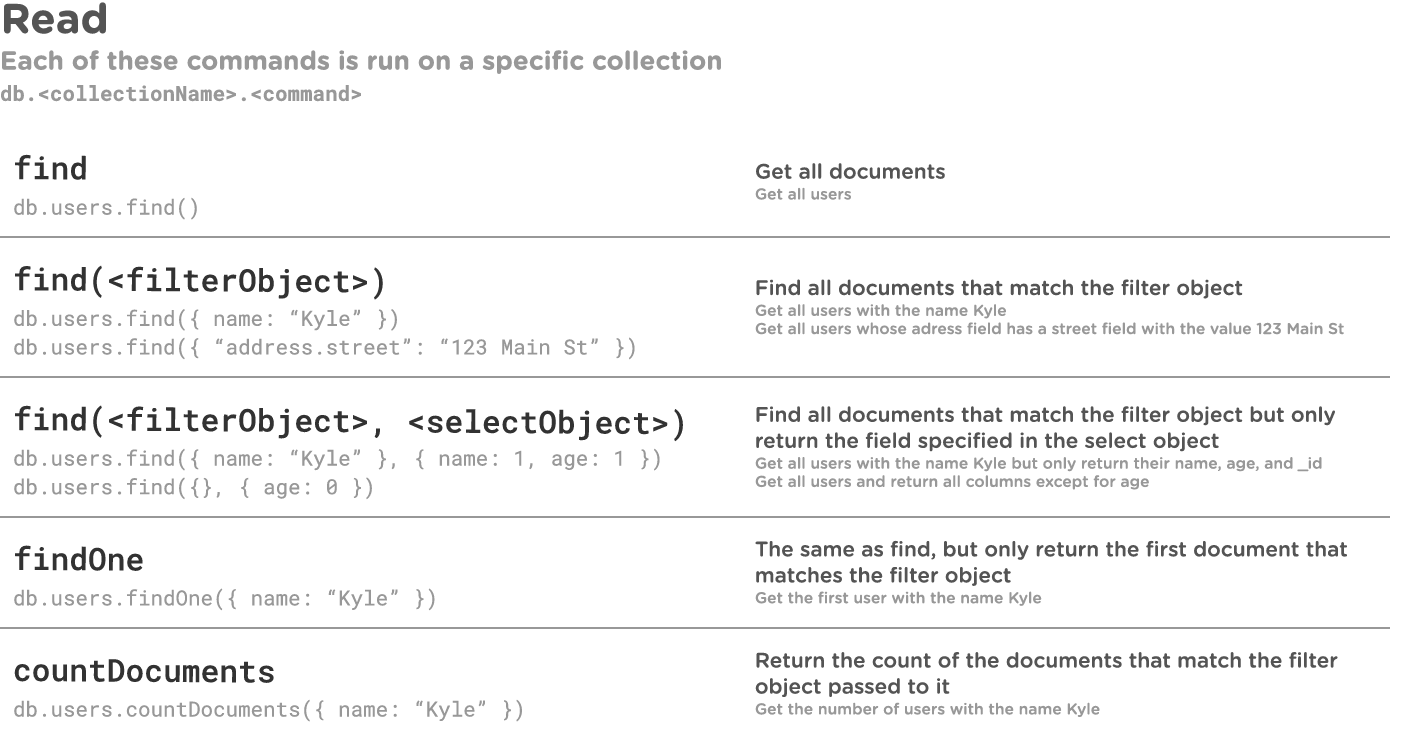 Read
Each of these commands is run on a specific collection
db.<collectionName>.<command>
find
db.users.find()
Get all documents
Get all users
find(<filterObject>)
db.users.find({ name: “Kyle” })
db.users.find({ “address.street”: “123 Main St” })
Find all documents that match the filter object
Get all users with the name Kyle
Get all users whose adress field has a street field with the value 123 Main St
find(<filterObject>, <selectObject>)
db.users.find({ name: “Kyle” }, { name: 1, age: 1 })
db.users.find({}, { age: 0 })
Find all documents that match the filter object but only
return the field specified in the select object
Get all users with the name Kyle but only return their name, age, and _id
Get all users and return all columns except for age
findOne
db.users.findOne({ name: “Kyle” })
The same as find, but only return the first document that
matches the filter object
Get the first user with the name Kyle
countDocuments
db.users.countDocuments({ name: “Kyle” })
Return the count of the documents that match the filter
object passed to it
Get the number of users with the name Kyle